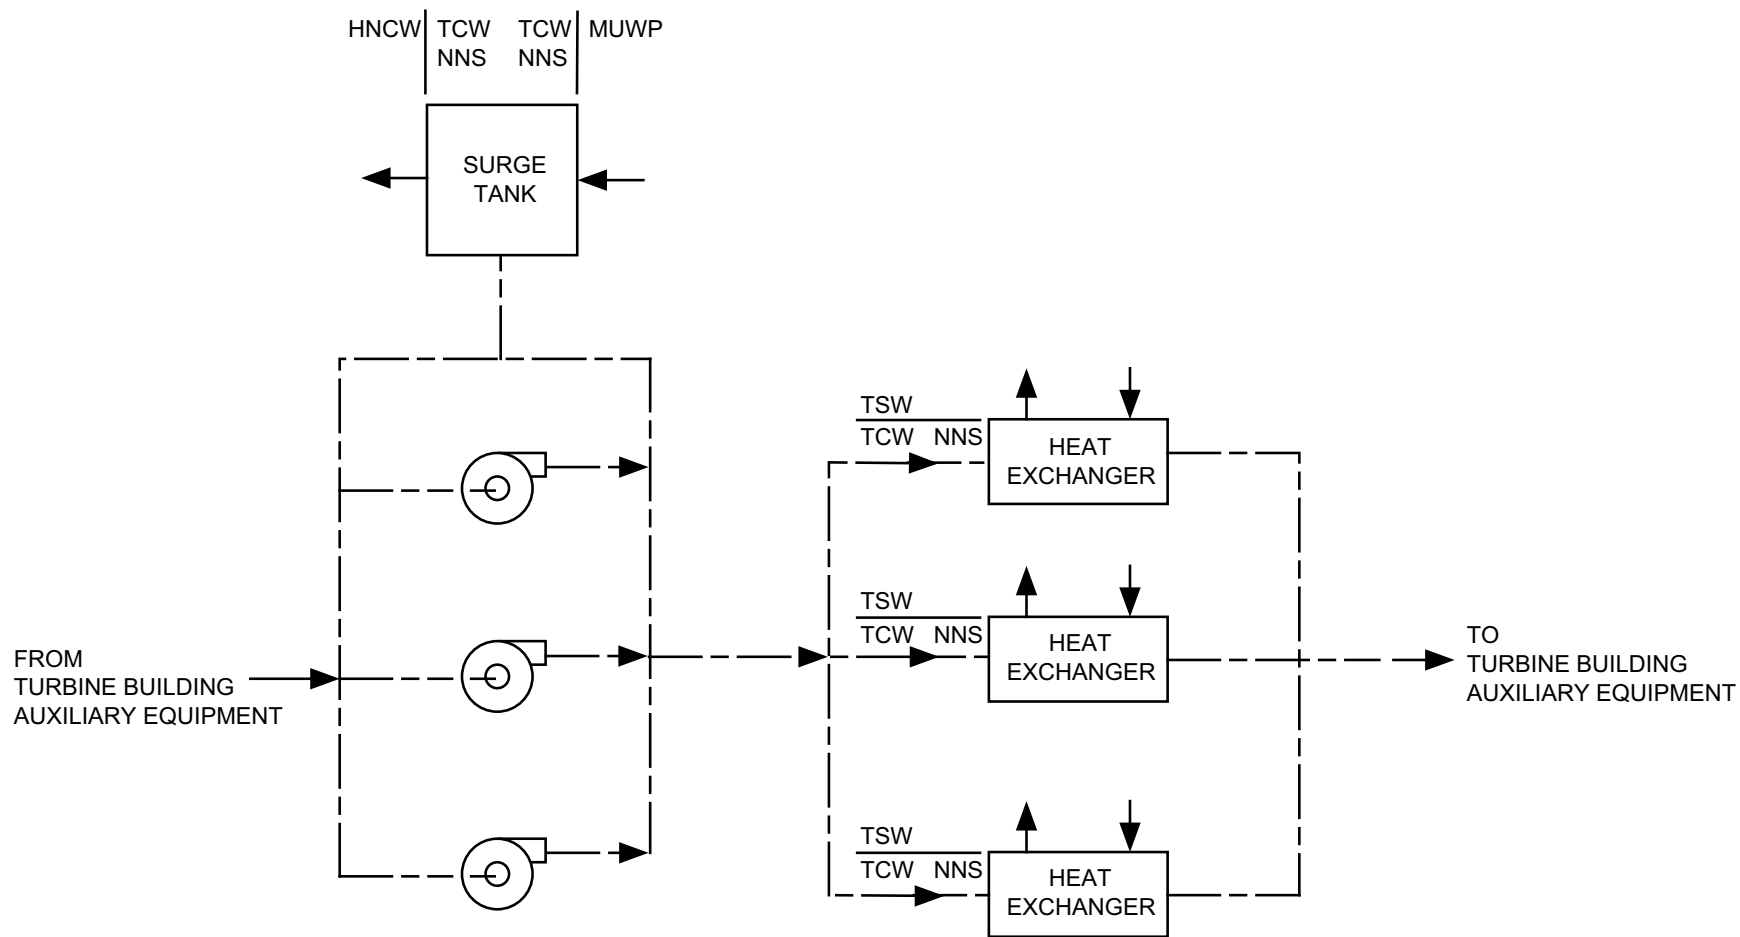 HNCW TCW TCW MUWP
NNS NNS
SURGE
TANK
TSW
TCW NNS
HEAT
EXCHANGER
TSW
TCW NNS
HEAT
EXCHANGER
FROM
TURBINE BUILDING
AUXILIARY EQUIPMENT
TO
TURBINE BUILDING
AUXILIARY EQUIPMENT
TSW
TCW NNS
HEAT
EXCHANGER